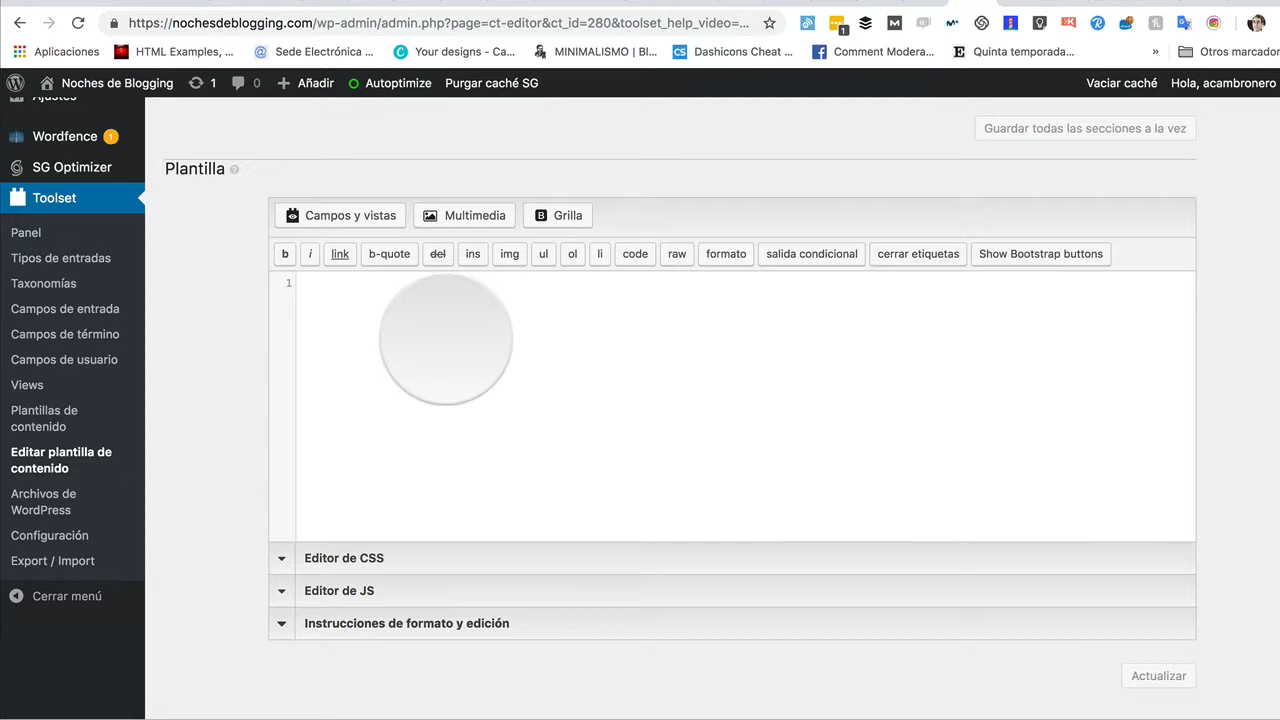 https://nochesdeblogging.com/wp-admin/admin.php?page=ct-editor&ct_id=280&toolset_help_video=...
1
Aplicaciones HTML Examples, ... Sede Electrónica ... Your designs - Ca... MINIMALISMO | Bl... Dashicons Cheat ... Comment Modera... Quinta temporada... » Otros marcador
Noches de Blogging 1 0 Añadir Autoptimize Purgar caché SG Vaciar caché Hola, acambronero
Ajustes
Wordfence 1
SG Optimizer
Toolset
Panel
Tipos de entradas
Taxonomías
Campos de entrada
Campos de término
Campos de usuario
Views
Plantillas de
contenido
Editar plantilla de
contenido
Archivos de
WordPress
Configuración
Export / Import
Cerrar menú
Guardar todas las secciones a la vez
Plantilla ?
Campos y vistas Multimedia B Grilla
b i link b-quote del ins img ul ol li code raw formato salida condicional cerrar etiquetas Show Bootstrap buttons
1
Editor de CSS
Editor de JS
Instrucciones de formato y edición
Actualizar